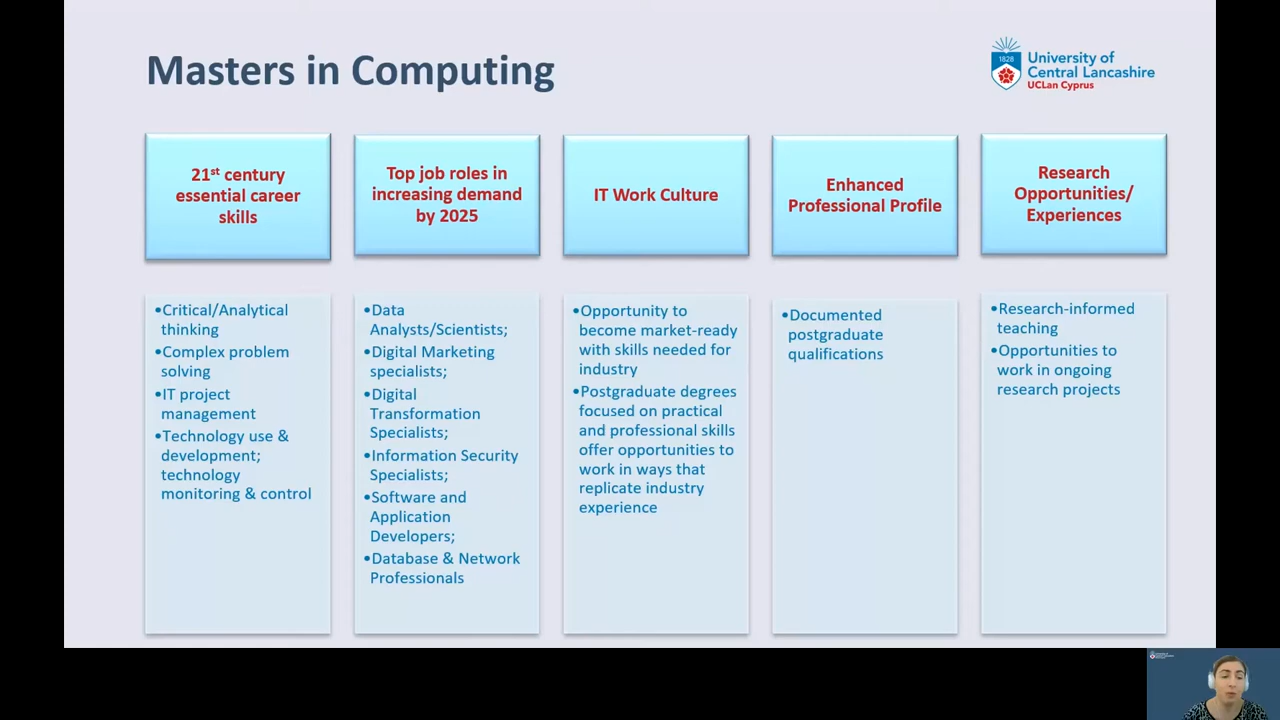 Masters in Computing
1828
University of
Central Lancashire
UCLan Cyprus
21st century
essential career
skills
•Critical/Analytical
thinking
•Complex problem
solving
•IT project
management
•Technology use &
development;
technology
monitoring & control
Top job roles in
increasing demand
by 2025
•Data
Analysts/Scientists;
•Digital Marketing
specialists;
•Digital
Transformation
Specialists;
•Information Security
Specialists;
•Software and
Application
Developers;
•Database & Network
Professionals
IT Work Culture
•Opportunity to
become market-ready
with skills needed for
industry
•Postgraduate degrees
focused on practical
and professional skills
offer opportunities to
work in ways that
replicate industry
experience
Enhanced
Professional Profile
•Documented
postgraduate
qualifications
Research
Opportunities/
Experiences
•Research-informed
teaching
•Opportunities to
work in ongoing
research projects